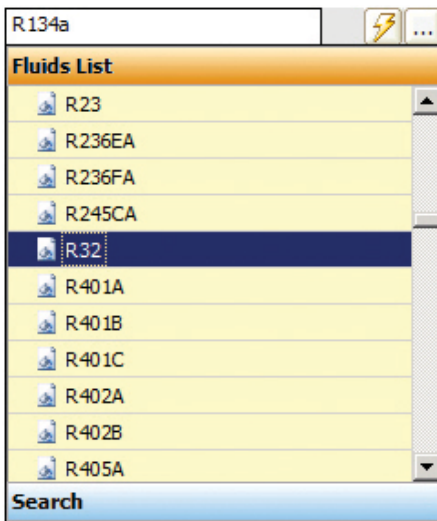 R134a
...
Fluids List
R23
R236EA
R236FA
R245CA
R32
R401A
R401B
R401C
R402A
R402B
R405A
Search